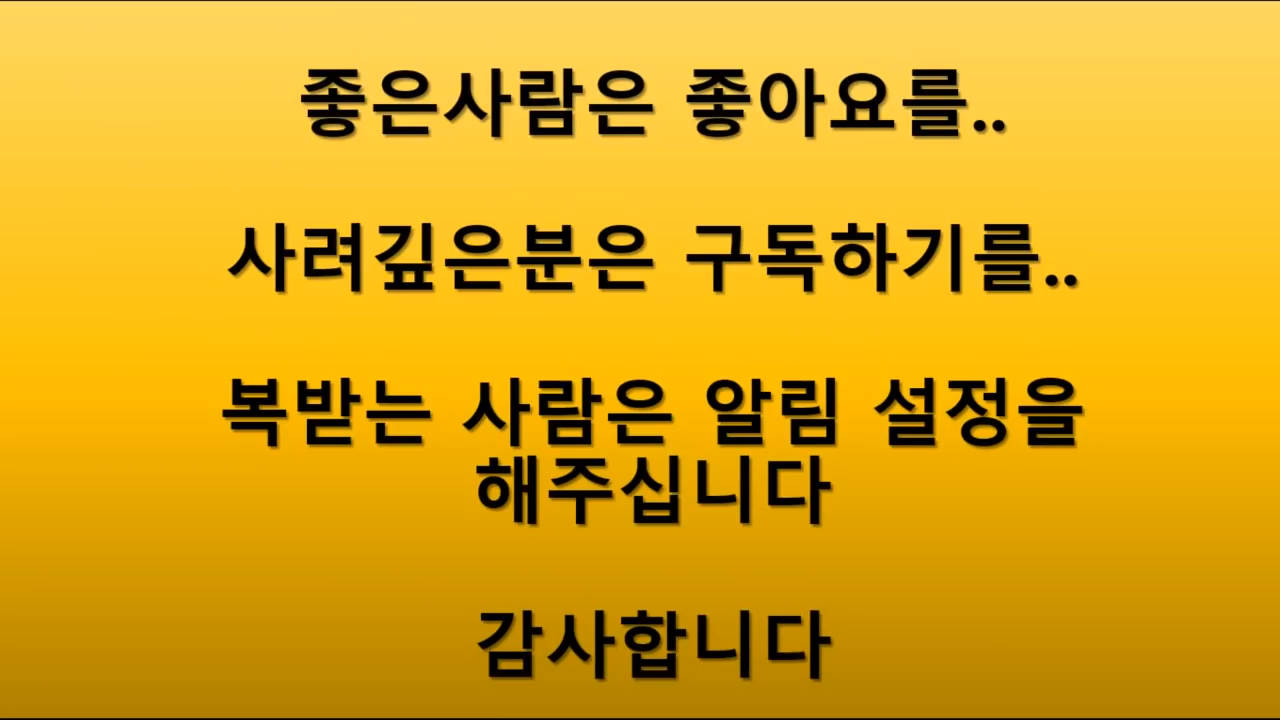 좋은사람은 좋아요를..
사려깊은분은 구독하기를..
복받는 사람은 알림 설정을
해주십니다
감사합니다